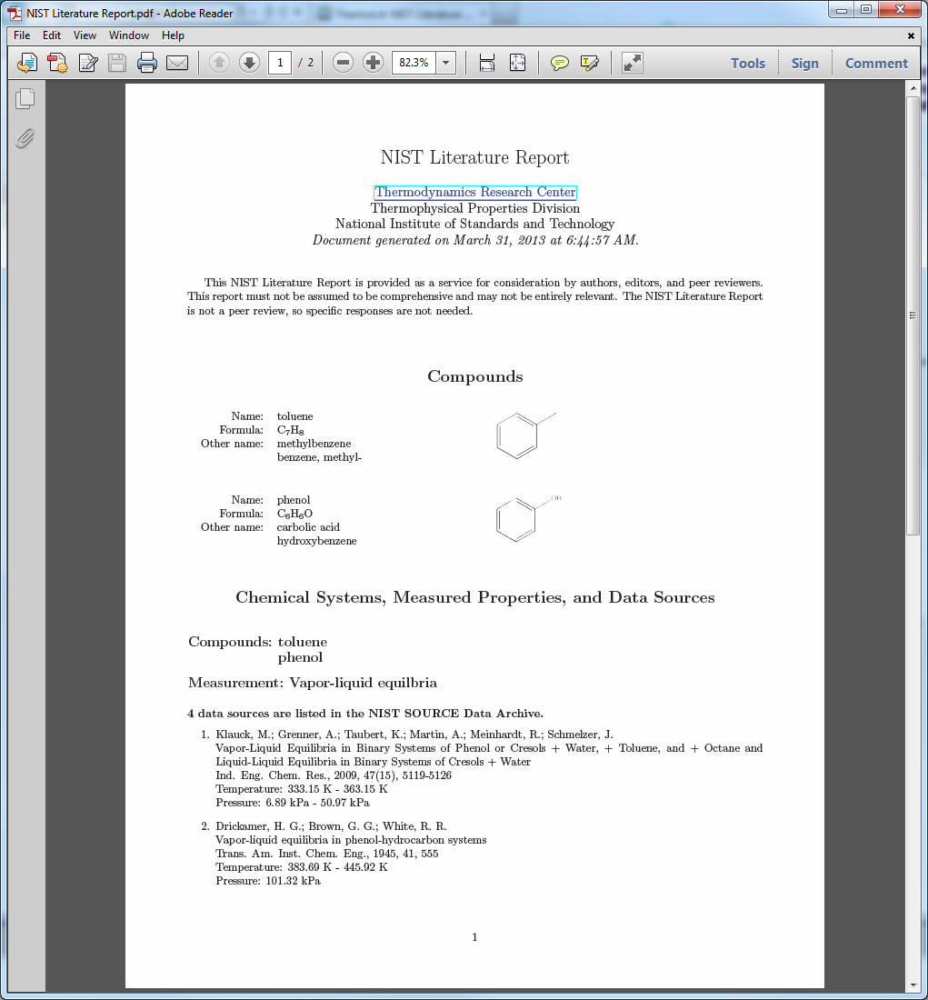 NIST Literature Report.pdf - Adobe Reader
File Edit View Window Help
1 / 2 82.3% Tools Sign Comment
NIST Literature Report
Thermodynamics Research Center
Thermophysical Properties Division
National Institute of Standards and Technology
Document generated on March 31, 2013 at 6:44:57 AM.
This NIST Literature Report is provided as a service for consideration by authors, editors, and peer reviewers.
This report must not be assumed to be comprehensive and may not be entirely relevant. The NIST Literature Report
is not a peer review, so specific responses are not needed.
Compounds
Name: toluene
Formula: C7H8
Other name: methylbenzene
benzene, methyl-
Name: phenol
OH
Formula: C6H6O
Other name: carbolic acid
hydroxybenzene
Chemical Systems, Measured Properties, and Data Sources
Compounds: toluene
phenol
Measurement: Vapor-liquid equilbria
4 data sources are listed in the NIST SOURCE Data Archive.
1. Klauck, M.; Grenner, A.; Taubert, K.; Martin, A.; Meinhardt, R.; Schmelzer, J.
Vapor-Liquid Equilibria in Binary Systems of Phenol or Cresols + Water, + Toluene, and + Octane and
Liquid-Liquid Equilibria in Binary Systems of Cresols + Water
Ind. Eng. Chem. Res., 2009, 47(15), 5119-5126
Temperature: 333.15 K - 363.15 K
Pressure: 6.89 kPa - 50.97 kPa
2. Drickamer, H. G.; Brown, G. G.; White, R. R.
Vapor-liquid equilibria in phenol-hydrocarbon systems
Trans. Am. Inst. Chem. Eng., 1945, 41, 555
Temperature: 383.69 K - 445.92 K
Pressure: 101.32 kPa
1